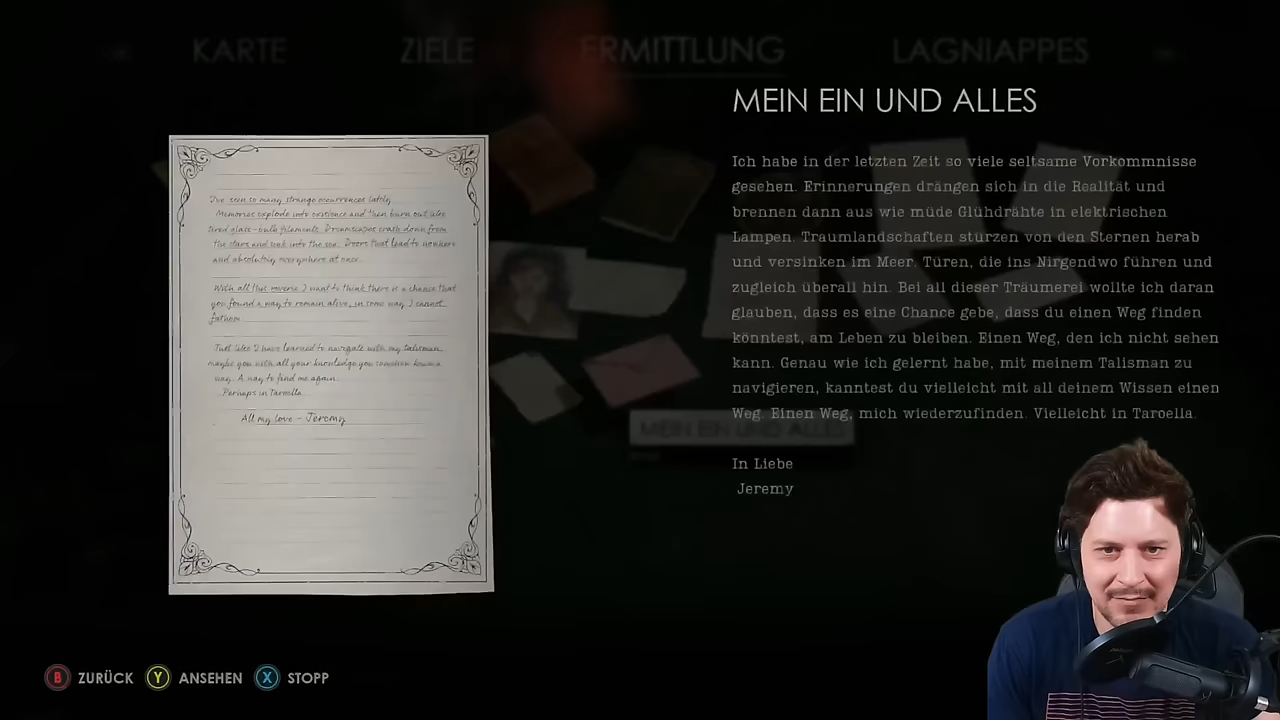 KARTE
ZIELE
ERMITTLUNG
LAGNIAPPES
MEIN EIN UND ALLES
Ich habe in der letzten Zeit so viele seltsame Vorkommnisse
gesehen. Erinnerungen drängen sich in die Realität und
brennen dann aus wie müde Glühdrähte in elektrischen
Lampen. Traumlandschaften stürzen von den Sternen herab
und versinken im Meer. Türen, die ins Nirgendwo führen und
zugleich überall hin. Bei all dieser Träumerei wollte ich daran
glauben, dass es eine Chance gebe, dass du einen Weg finden
könntest, am Leben zu bleiben. Einen Weg, den ich nicht sehen
kann. Genau wie ich gelernt habe, mit meinem Talisman zu
navigieren, kanntest du vielleicht mit all deinem Wissen einen
Weg. Einen Weg, mich wiederzufinden. Vielleicht in Taroella.
In Liebe
Jeremy
I've seen so many strange occurrences lately.
Memories explode into existence and then burn out like
tired glass-bulb filaments. Dreamscapes crash down from
the stars and sink into the sea. Doors that lead to nowhere
and absolutely everywhere at once.
With all this reverie I want to think there is a chance that
you found a way to remain alive, in some way I cannot
fathom.
Just like I have learned to navigate with my talisman,
maybe you with all your knowledge you somehow knew a
way. A way to find me again.
Perhaps in Taroella.
All my love - Jeremy
MEIN EIN UND ALLES
B ZURÜCK
Y ANSEHEN
X STOPP